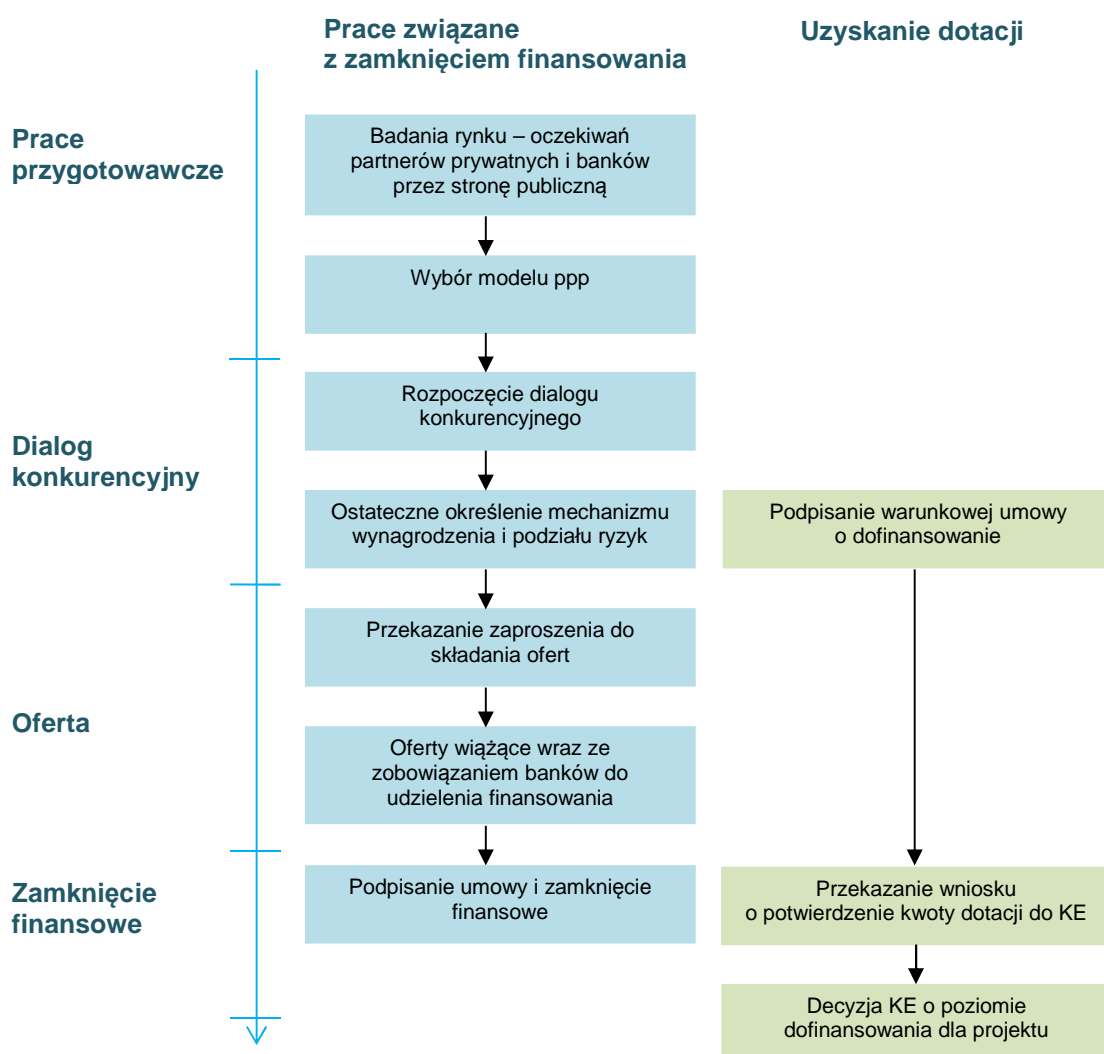 Prace związane
z zamknięciem finansowania
Uzyskanie dotacji
Prace
przygotowawcze
Badania rynku – oczekiwań
partnerów prywatnych i banków
przez stronę publiczną
Wybór modelu ppp
Rozpoczęcie dialogu
konkurencyjnego
Dialog
konkurencyjny
Ostateczne określenie mechanizmu
wynagrodzenia i podziału ryzyk
Podpisanie warunkowej umowy
o dofinansowanie
Przekazanie zaproszenia do
składania ofert
Oferta
Oferty wiążące wraz ze
zobowiązaniem banków do
udzielenia finansowania
Zamknięcie
finansowe
Podpisanie umowy i zamknięcie
finansowe
Przekazanie wniosku
o potwierdzenie kwoty dotacji do KE
Decyzja KE o poziomie
dofinansowania dla projektu